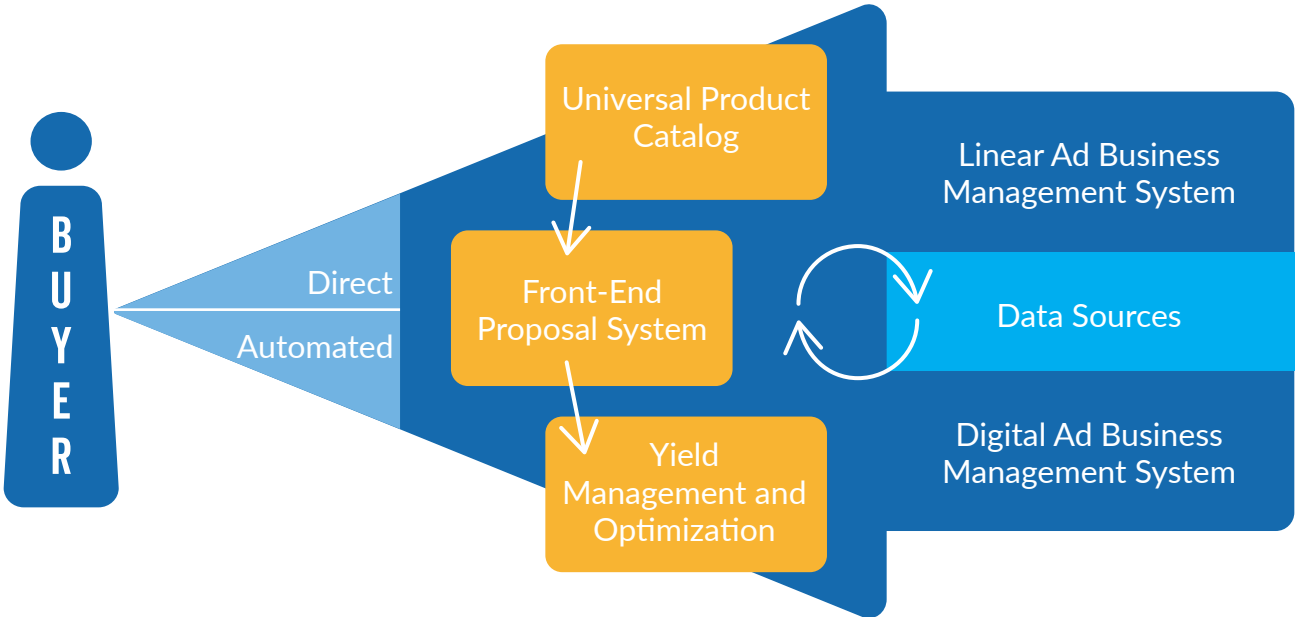 BUYER
Direct
Automated
Universal Product
Catalog
Front-End
Proposal System
Yield
Management and
Optimization
Linear Ad Business
Management System
Data Sources
Digital Ad Business
Management System